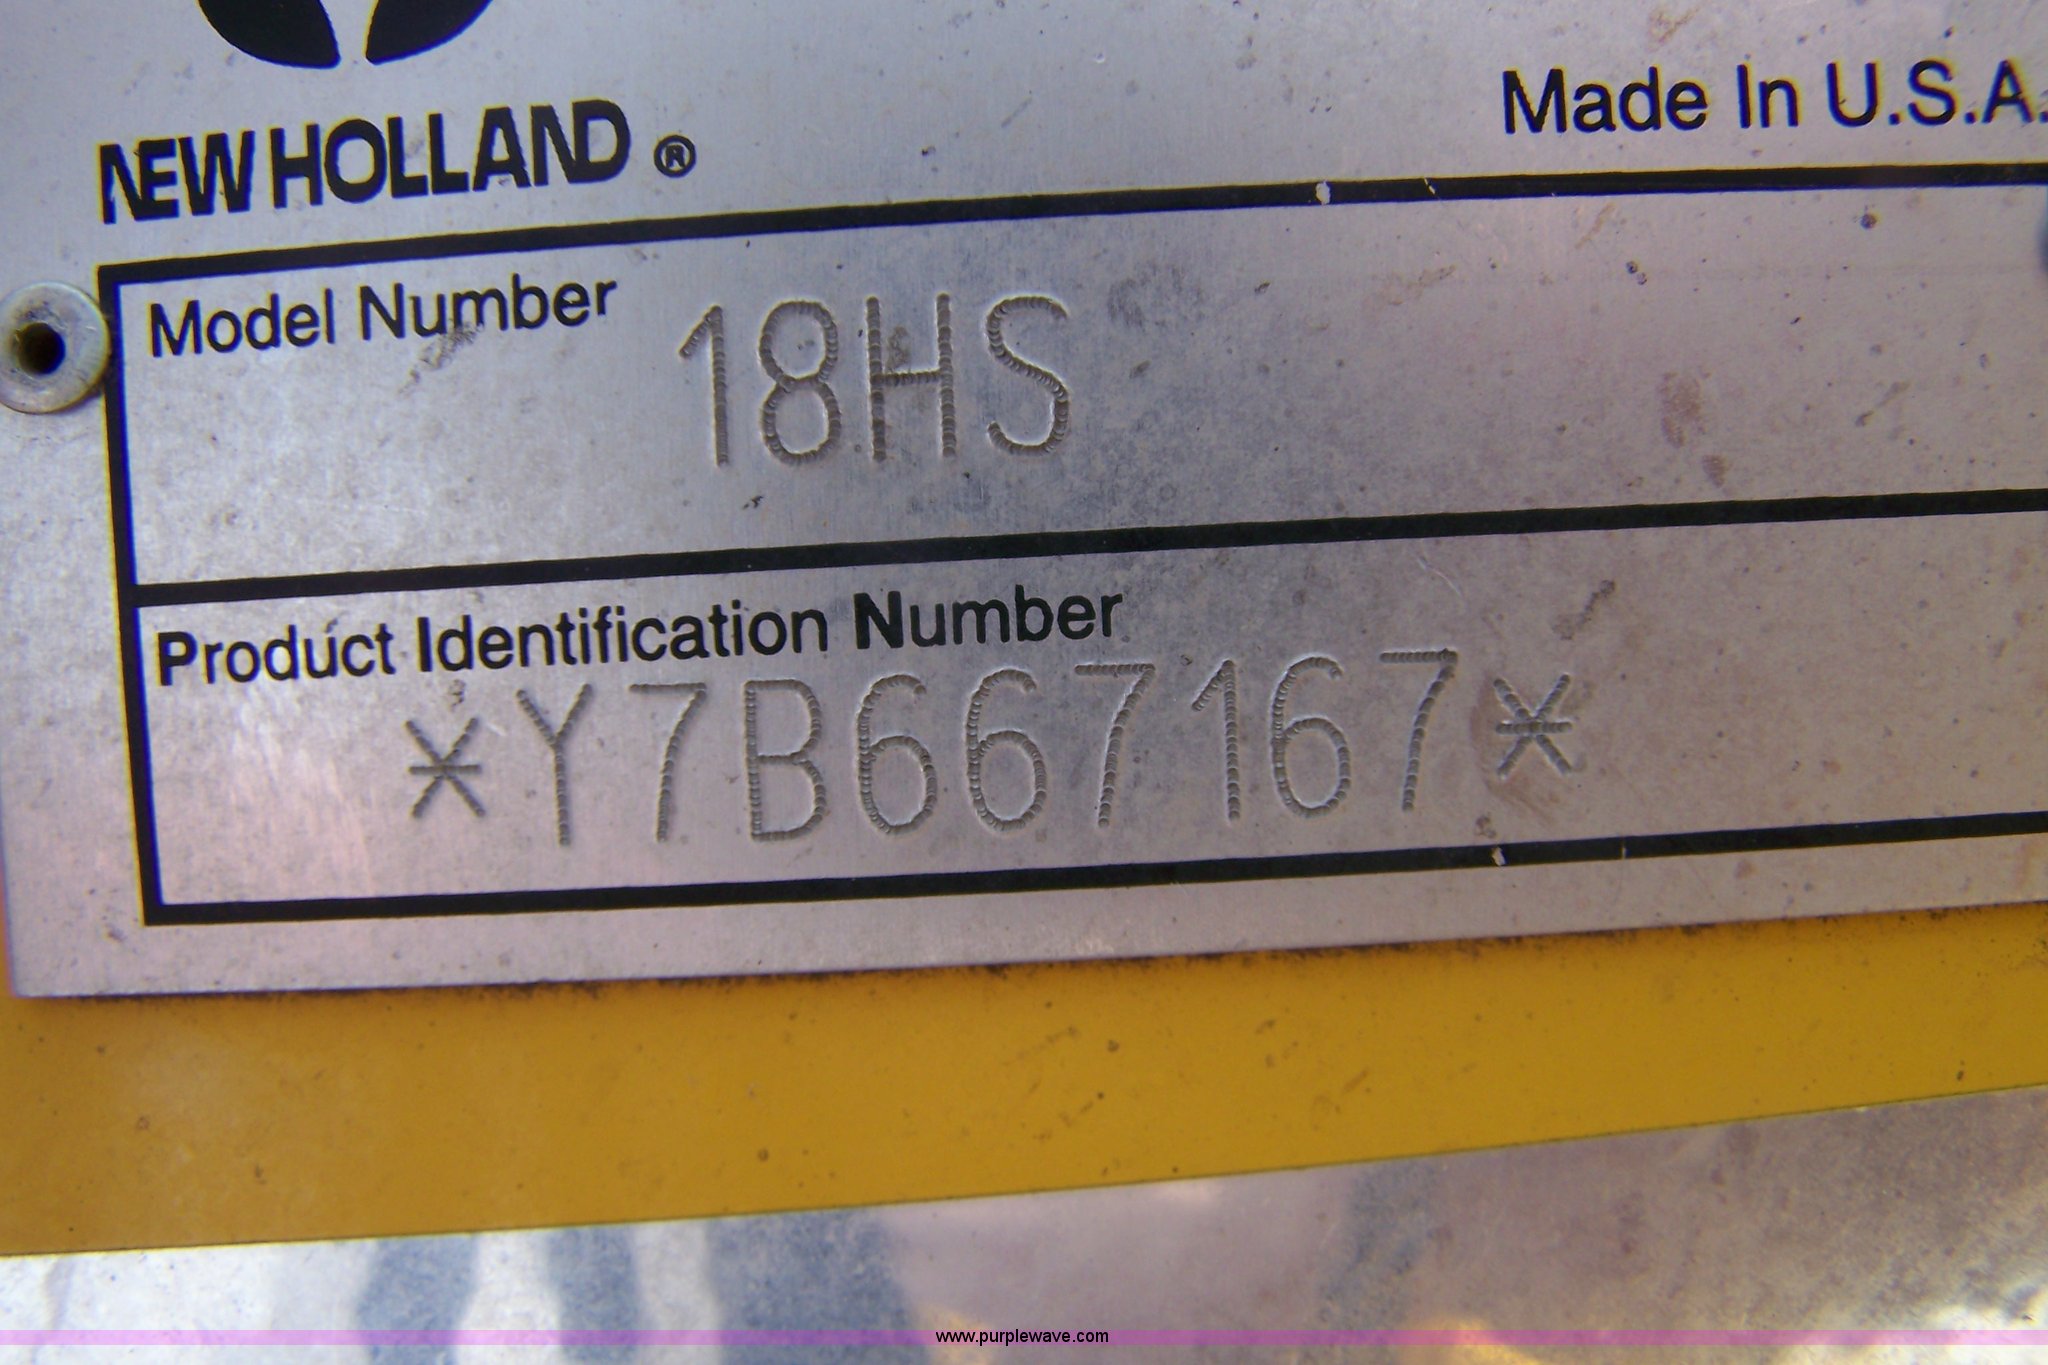 NEW HOLLAND ®
Made In U.S.A.
Model Number
18HS
Product Identification Number
*Y7B667167*
www.purplewave.com